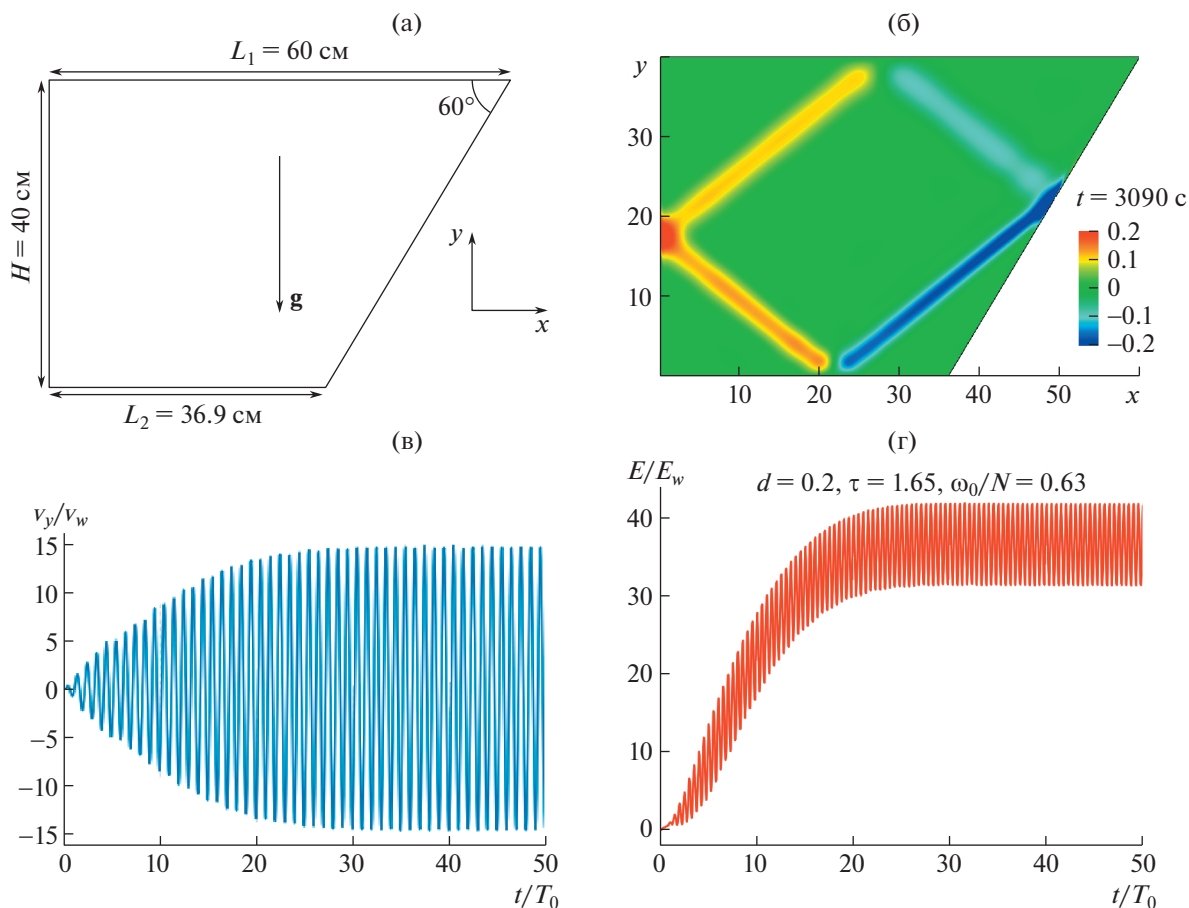 (а)
L₁ = 60 см
60°
H = 40 см
g
y
x
L₂ = 36.9 см
(б)
y
30
20
10
10 20 30 40 50 x
t = 3090 с
0.2
0.1
0
–0.1
–0.2
(в)
v_y/v_w
15
10
5
0
–5
–10
–15
0 10 20 30 40 50
t/T₀
(г)
E/E_w
d = 0.2, τ = 1.65, ω₀/N = 0.63
40
30
20
10
0
0 10 20 30 40 50
t/T₀